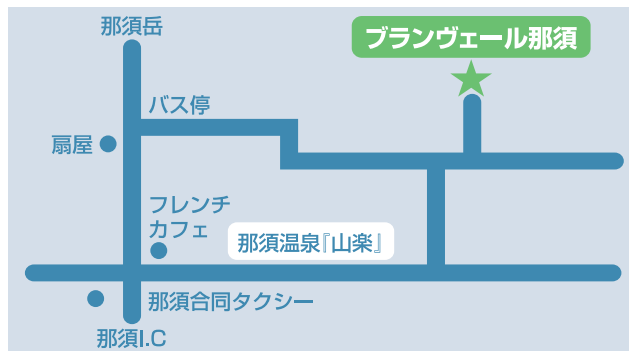 那須岳
ブランヴェール那須
バス停
扇屋
フレンチ
カフェ
那須温泉『山楽』
那須合同タクシー
那須I.C